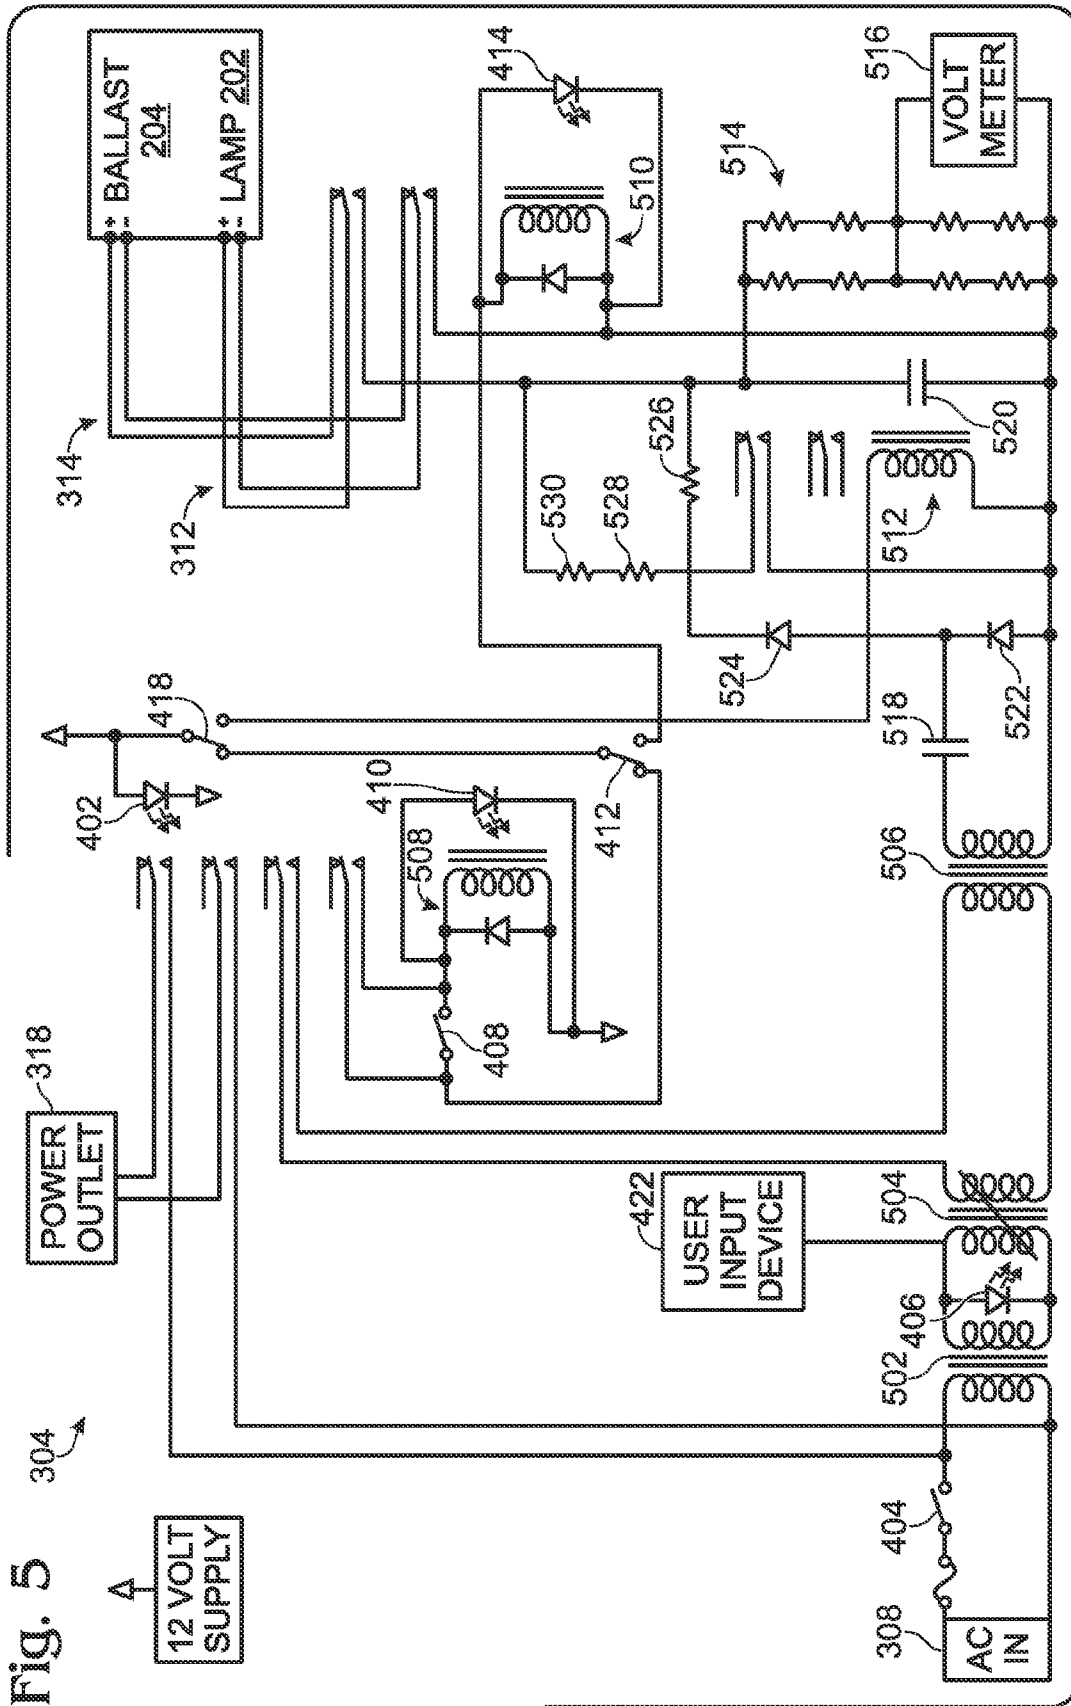 Fig. 5
304
12 VOLT
SUPPLY
318
POWER
OUTLET
402
418
314
312
+
-
BALLAST
204
+
-
LAMP 202
414
410
508
408
412
510
530
528
526
514
516
VOLT
METER
422
USER
INPUT
DEVICE
524
512
520
518
522
506
504
406
502
404
308
AC
IN